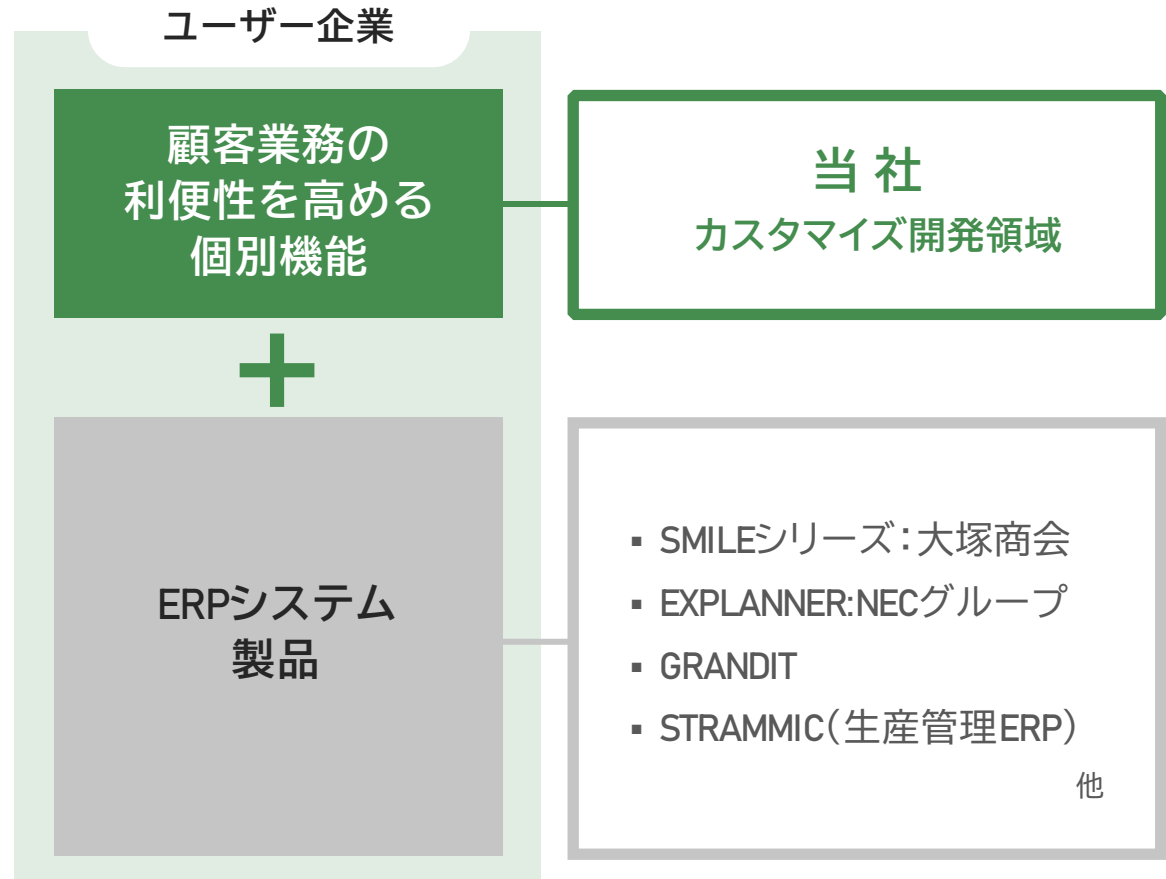 ユーザー企業
顧客業務の
利便性を高める
個別機能
当 社
カスタマイズ開発領域
+
ERPシステム
製品
▪ SMILEシリーズ：大塚商会
▪ EXPLANNER:NECグループ
▪ GRANDIT
▪ STRAMMIC（生産管理ERP）
他